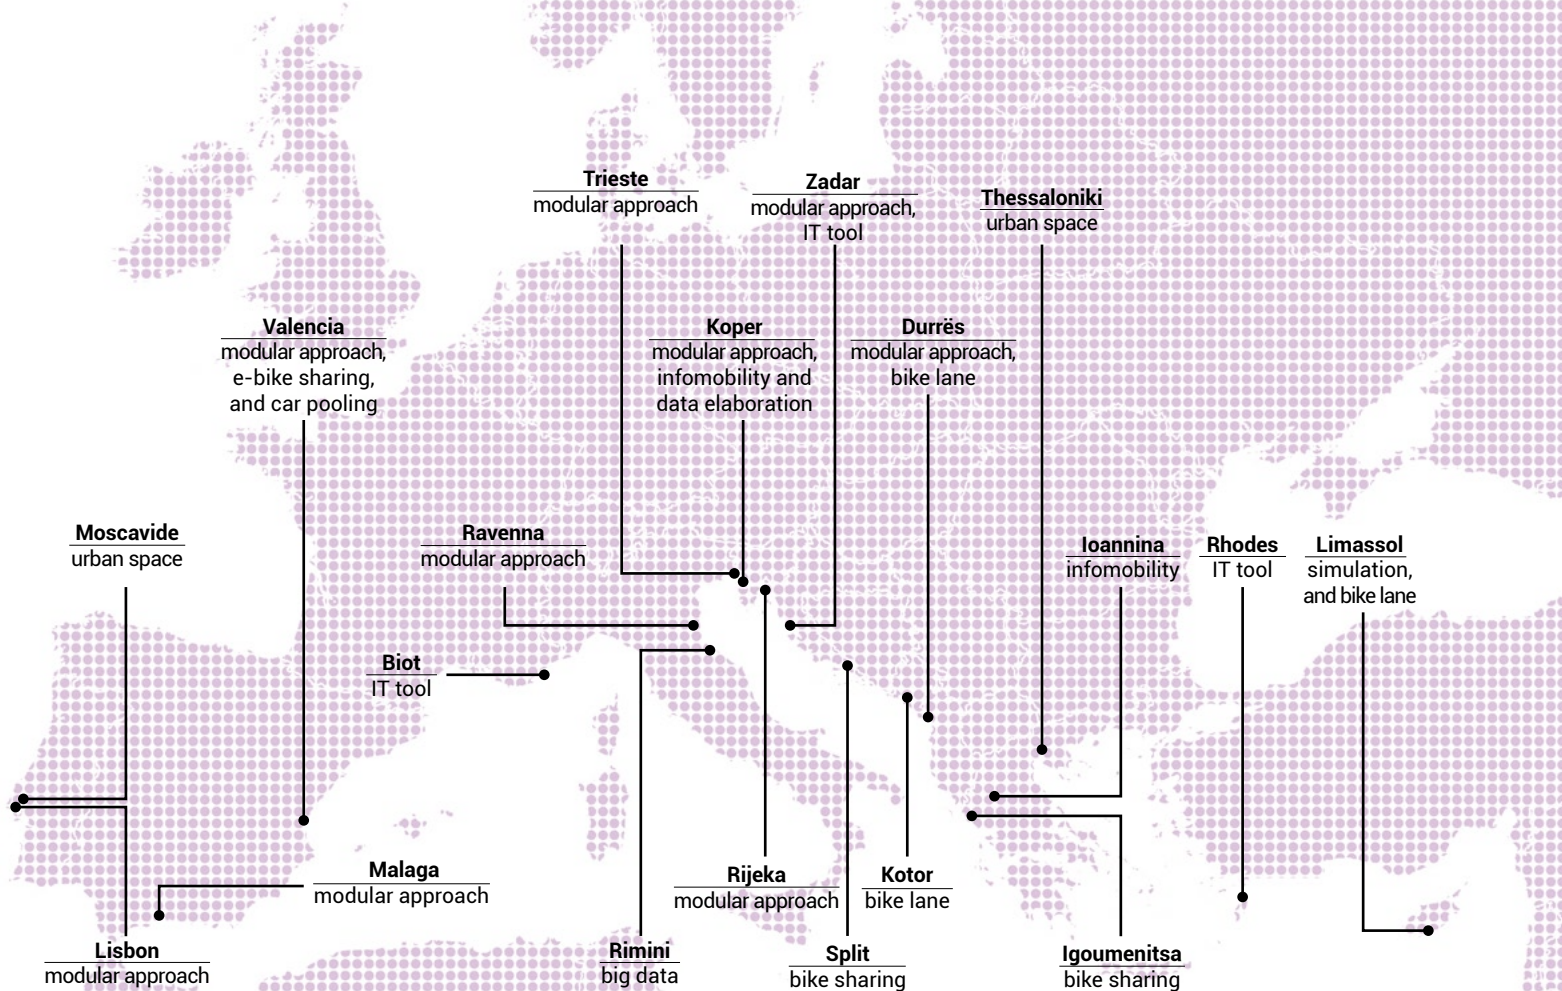 Trieste
modular approach
Zadar
modular approach,
IT tool
Thessaloniki
urban space
Valencia
modular approach,
e-bike sharing,
and car pooling
Koper
modular approach,
infomobility and
data elaboration
Durrës
modular approach,
bike lane
Moscavide
urban space
Ravenna
modular approach
Ioannina
infomobility
Rhodes
IT tool
Limassol
simulation,
and bike lane
Biot
IT tool
Malaga
modular approach
Rijeka
modular approach
Kotor
bike lane
Lisbon
modular approach
Rimini
big data
Split
bike sharing
Igoumenitsa
bike sharing